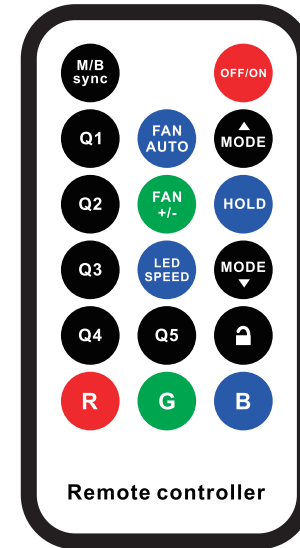 M/B
sync
OFF/ON
Q1
FAN
AUTO
MODE
Q2
FAN
+/-
HOLD
Q3
LED
SPEED
MODE
Q4
Q5
R
G
B
Remote controller